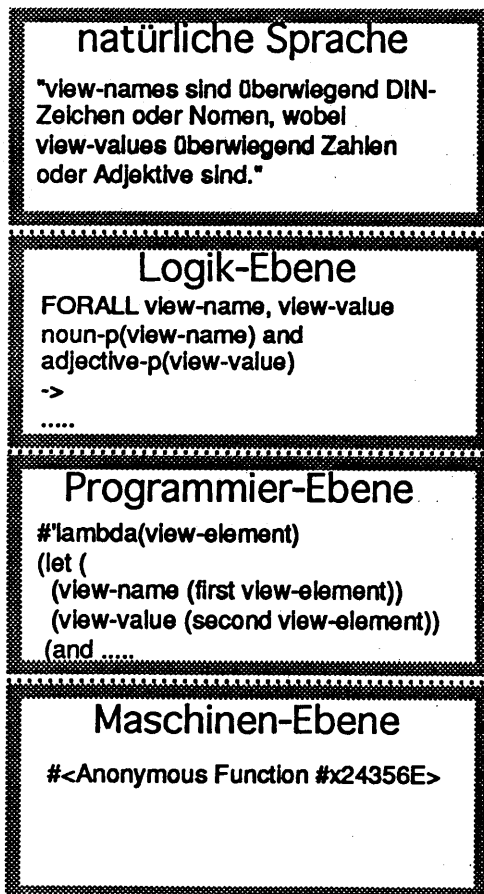 natürliche Sprache
"view-names sind überwiegend DIN-
Zeichen oder Nomen, wobei
view-values überwiegend Zahlen
oder Adjektive sind."
Logik-Ebene
FORALL view-name, view-value
noun-p(view-name) and
adjective-p(view-value)
->
.....
Programmier-Ebene
#'lambda(view-element)
(let (
(view-name (first view-element))
(view-value (second view-element))
(and .....
Maschinen-Ebene
#<Anonymous Function #x24356E>